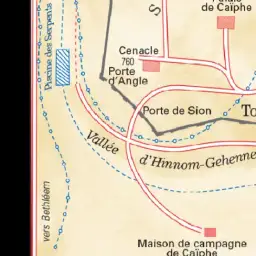 de Caïphe
S
Piscine des Serpents
Cenacle
760
Porte
d'Angle
Porte de Sion
To
Vallée
d'Hinnom-Gehenne
vers Bethléem
Maison de campagne
de Caïphe